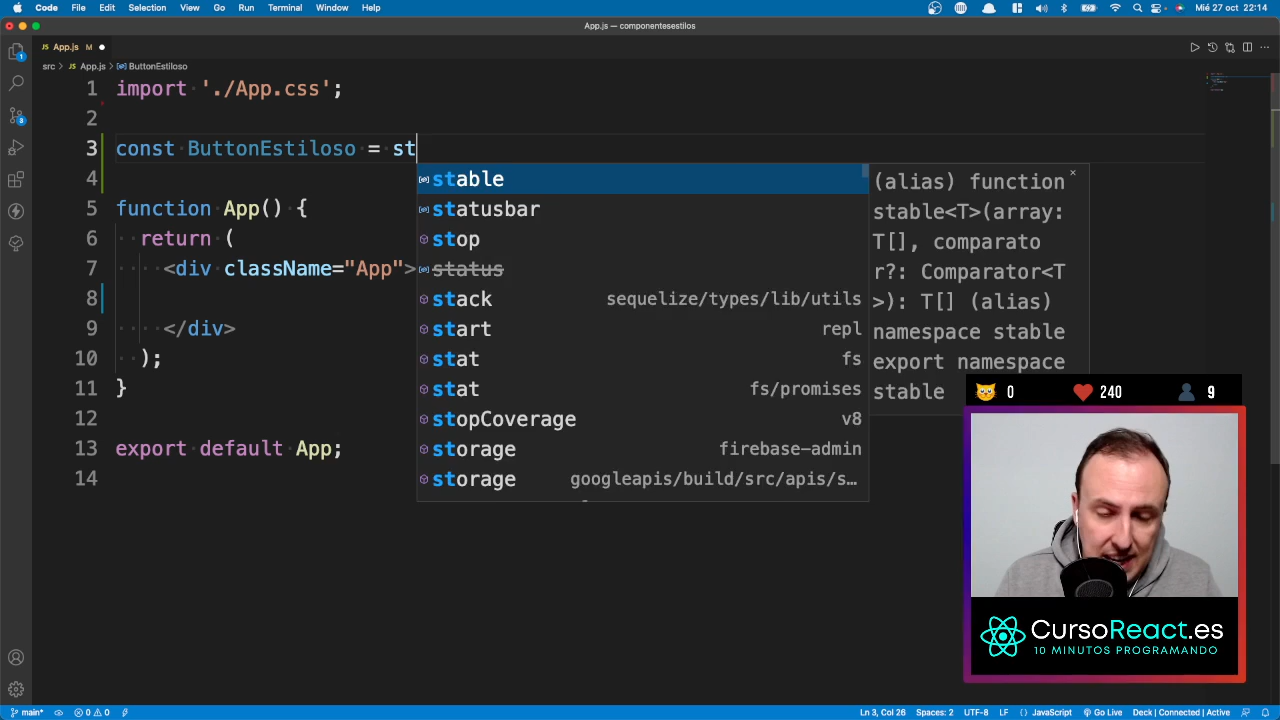 Code File Edit Selection View Go Run Terminal Window Help
Mié 27 oct 22:14
App.js — componentesestilos
JS App.js M
src > JS App.js > ButtonEstiloso
1 import './App.css';
2
3 const ButtonEstiloso = st
4
5 function App() {
6 return (
7 <div className="App">
8
9 </div>
10 );
11 }
12
13 export default App;
14
stable
statusbar
stop
status
stack sequelize/types/lib/utils
start repl
stat fs
stat fs/promises
stopCoverage v8
storage firebase-admin
storage googleapis/build/src/apis/s…
(alias) function
stable<T>(array:
T[], comparato
r?: Comparator<T
>): T[] (alias)
namespace stable
export namespace
stable
1
3
0 240 9
CursoReact.es
10 MINUTOS PROGRAMANDO
main* 0 0 Ln 3, Col 26 Spaces: 2 UTF-8 LF {} JavaScript Go Live Deck | Connected | Active